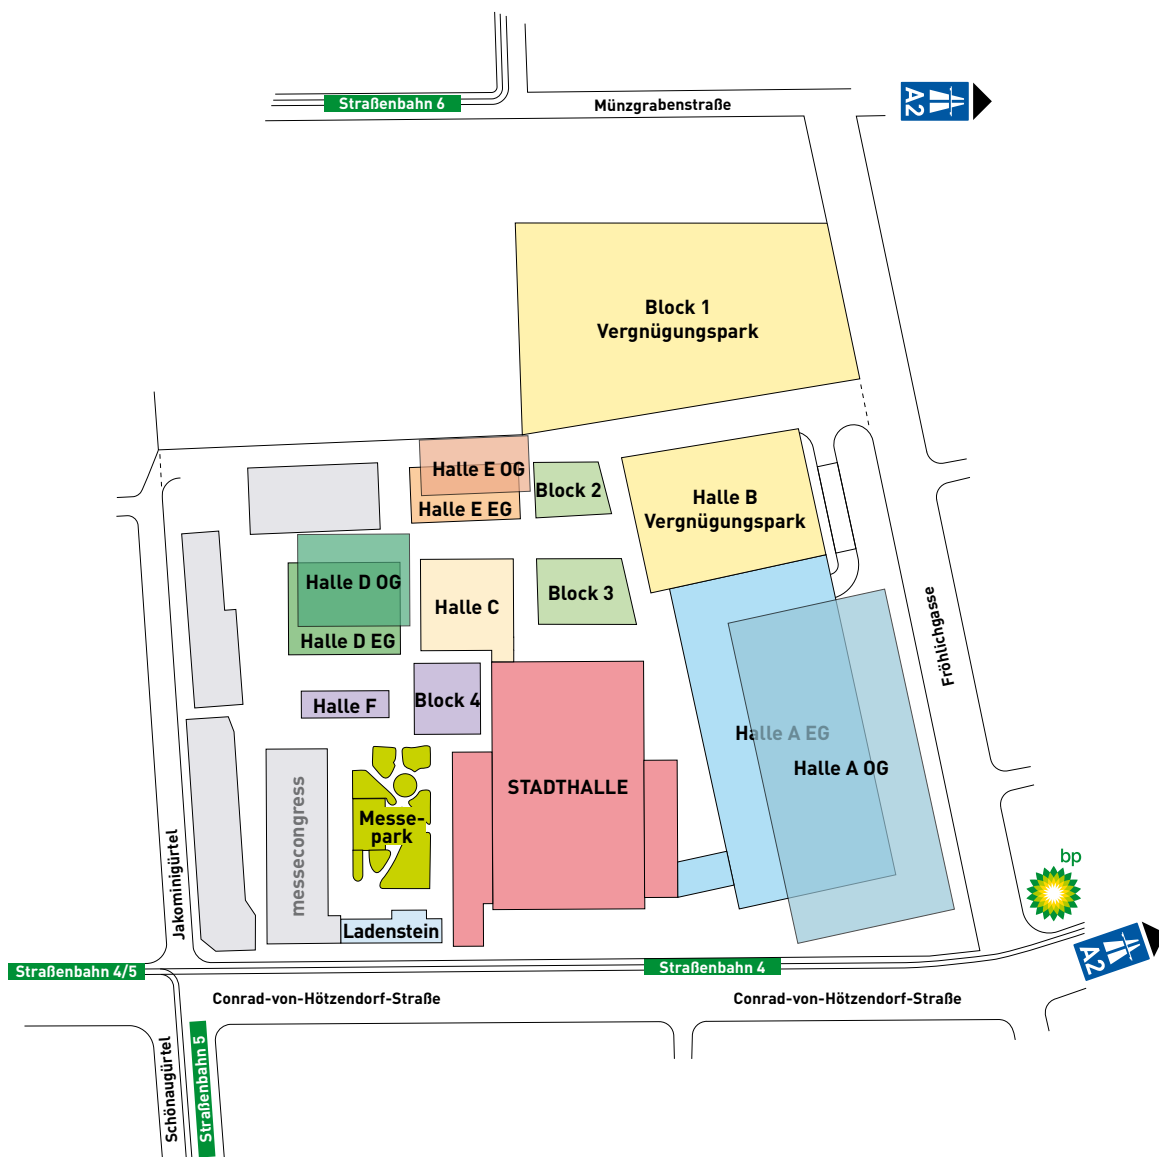 Straßenbahn 6
Münzgrabenstraße
A2
Block 1
Vergnügungspark
Halle E OG
Halle E EG
Block 2
Halle B
Vergnügungspark
Halle D OG
Halle D EG
Halle C
Block 3
Fröhlichgasse
Halle F
Block 4
Halle A EG
Halle A OG
STADTHALLE
messecongress
Messe-
park
Jakominigürtel
Ladenstein
bp
A2
Straßenbahn 4/5
Straßenbahn 4
Conrad-von-Hötzendorf-Straße
Conrad-von-Hötzendorf-Straße
Schönaugürtel
Straßenbahn 5